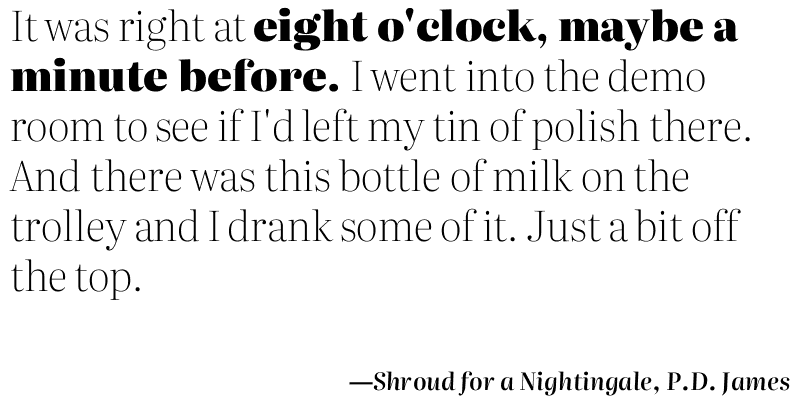 It was right at eight o'clock, maybe a
minute before. I went into the demo
room to see if I'd left my tin of polish there.
And there was this bottle of milk on the
trolley and I drank some of it. Just a bit off
the top.
—Shroud for a Nightingale, P.D. James